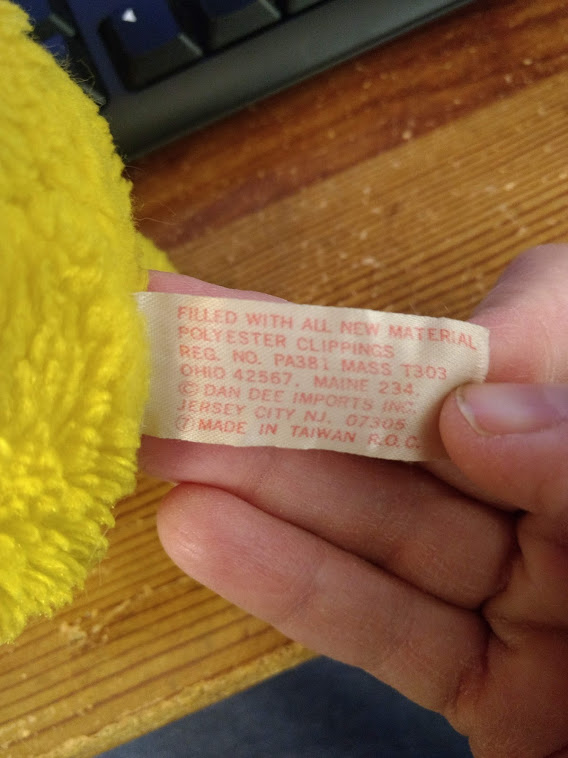 FILLED WITH ALL NEW MATERIAL
POLYESTER CLIPPINGS
REG. NO. PA381 MASS T303
OHIO 42567. MAINE 234.
© DAN DEE IMPORTS INC.
JERSEY CITY NJ. 07305
⑦ MADE IN TAIWAN R.O.C.